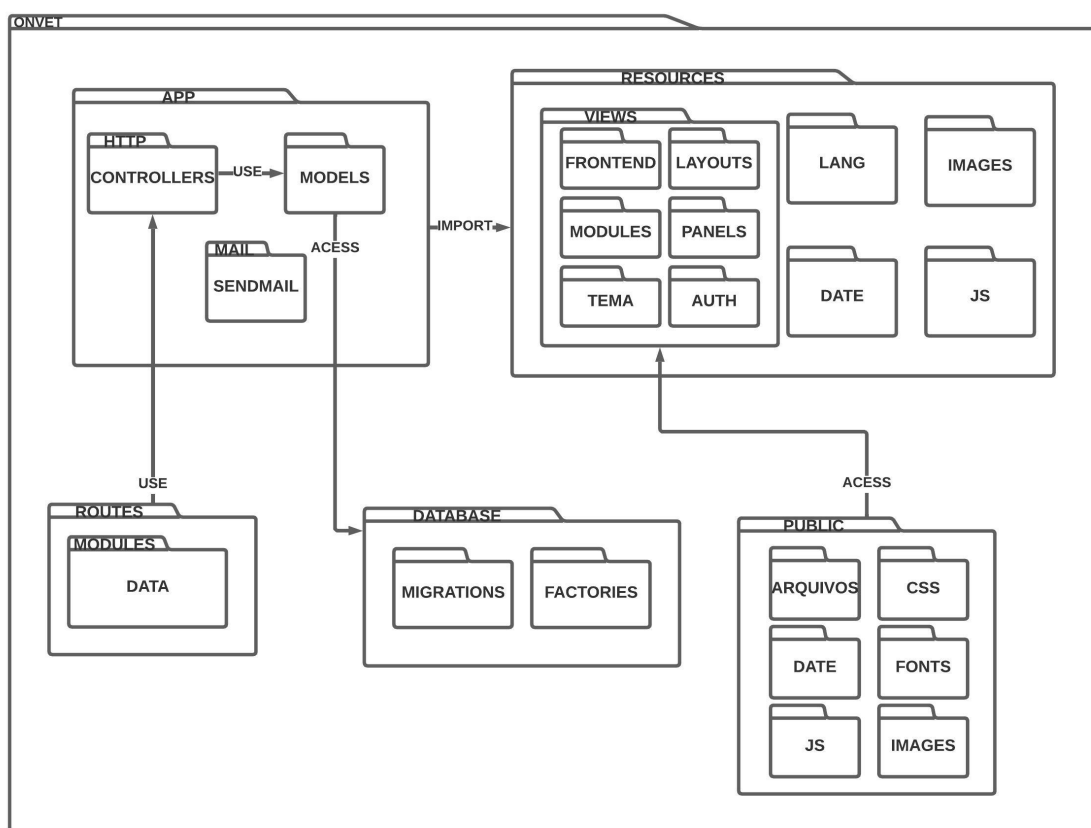 ONVET
APP
HTTP
CONTROLLERS
USE
MODELS
MAIL
SENDMAIL
ACESS
IMPORT
RESOURCES
VIEWS
FRONTEND
LAYOUTS
MODULES
PANELS
TEMA
AUTH
LANG
IMAGES
DATE
JS
USE
ROUTES
MODULES
DATA
DATABASE
MIGRATIONS
FACTORIES
ACESS
PUBLIC
ARQUIVOS
CSS
DATE
FONTS
JS
IMAGES